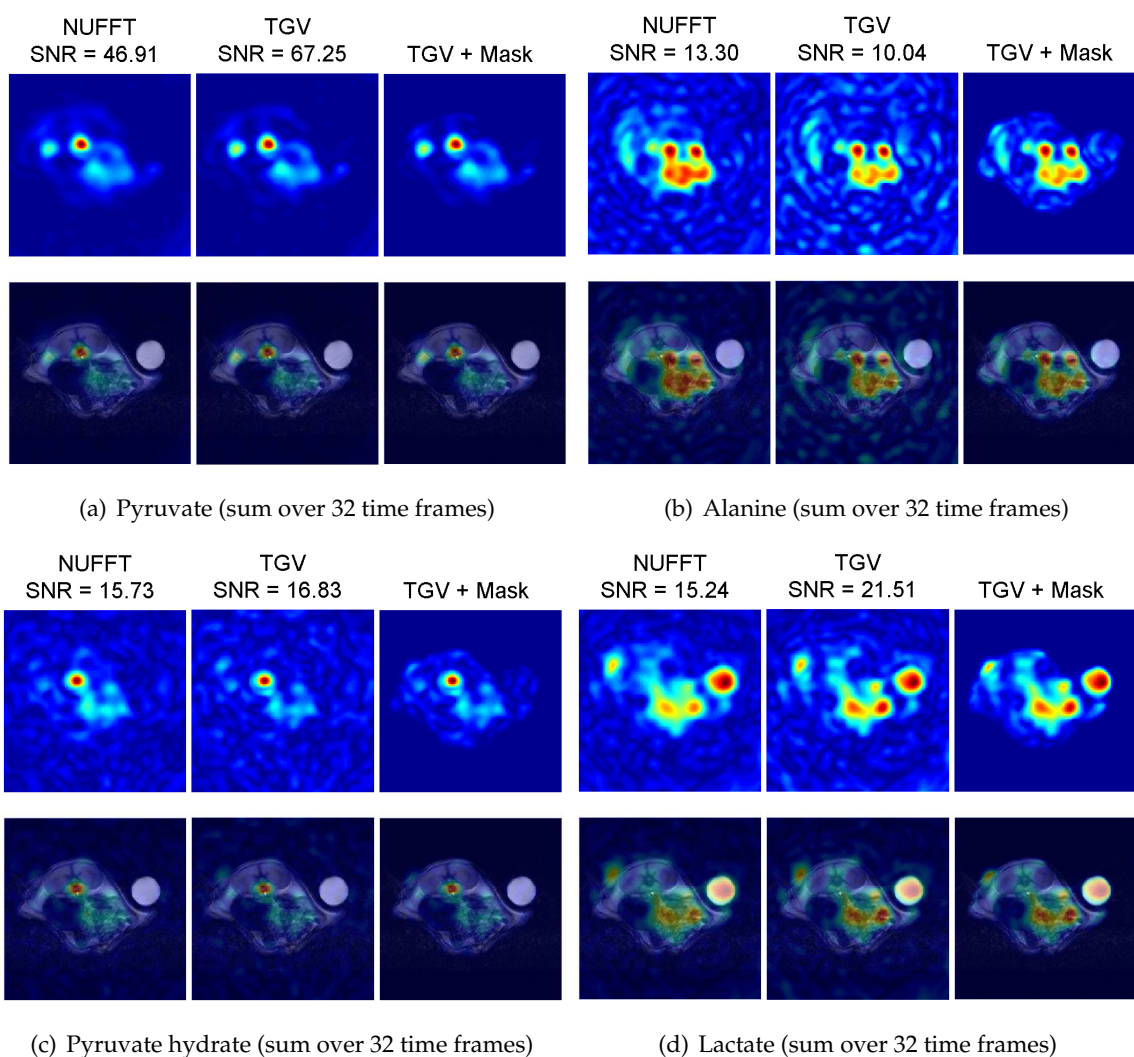 NUFFT
SNR = 46.91
TGV
SNR = 67.25
TGV + Mask
NUFFT
SNR = 13.30
TGV
SNR = 10.04
TGV + Mask
(a) Pyruvate (sum over 32 time frames)
(b) Alanine (sum over 32 time frames)
NUFFT
SNR = 15.73
TGV
SNR = 16.83
TGV + Mask
NUFFT
SNR = 15.24
TGV
SNR = 21.51
TGV + Mask
(c) Pyruvate hydrate (sum over 32 time frames)
(d) Lactate (sum over 32 time frames)